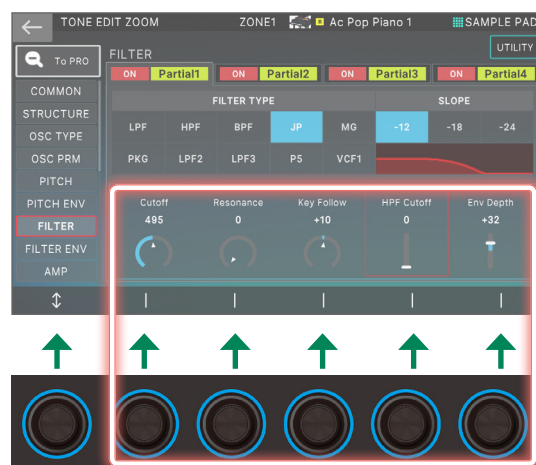 TONE EDIT ZOOM ZONE1 Ac Pop Piano 1 SAMPLE PAD
To PRO FILTER UTILITY
ON Partial1 ON Partial2 ON Partial3 ON Partial4
COMMON
STRUCTURE
OSC TYPE
OSC PRM
PITCH
PITCH ENV
FILTER
FILTER ENV
AMP
FILTER TYPE SLOPE
LPF HPF BPF JP MG -12 -18 -24
PKG LPF2 LPF3 P5 VCF1
Cutoff Resonance Key Follow HPF Cutoff Env Depth
495 0 +10 0 +32